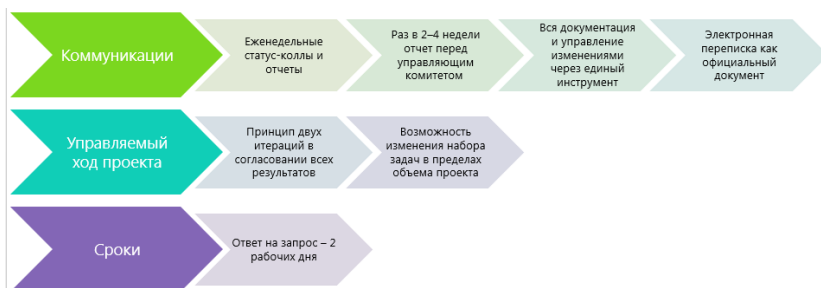 Коммуникации
Еженедельные
статус-коллы и
отчеты
Раз в 2–4 недели
отчет перед
управляющим
комитетом
Вся документация
и управление
изменениями
через единый
инструмент
Электронная
переписка как
официальный
документ
Управляемый
ход проекта
Принцип двух
итераций в
согласовании всех
результатов
Возможность
изменения набора
задач в пределах
объема проекта
Сроки
Ответ на запрос – 2
рабочих дня